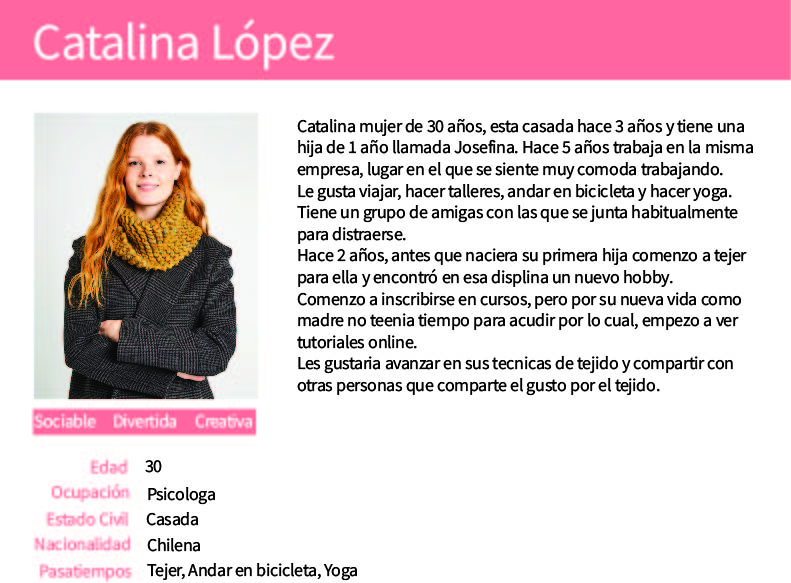 Catalina López
Catalina mujer de 30 años, esta casada hace 3 años y tiene una
hija de 1 año llamada Josefina. Hace 5 años trabaja en la misma
empresa, lugar en el que se siente muy comoda trabajando.
Le gusta viajar, hacer talleres, andar en bicicleta y hacer yoga.
Tiene un grupo de amigas con las que se junta habitualmente
para distraerse.
Hace 2 años, antes que naciera su primera hija comenzo a tejer
para ella y encontró en esa displina un nuevo hobby.
Comenzo a inscribirse en cursos, pero por su nueva vida como
madre no teenia tiempo para acudir por lo cual, empezo a ver
tutoriales online.
Les gustaria avanzar en sus tecnicas de tejido y compartir con
otras personas que comparte el gusto por el tejido.
Sociable Divertida Creativa
Edad 30
Ocupación Psicologa
Estado Civil Casada
Nacionalidad Chilena
Pasatiempos Tejer, Andar en bicicleta, Yoga